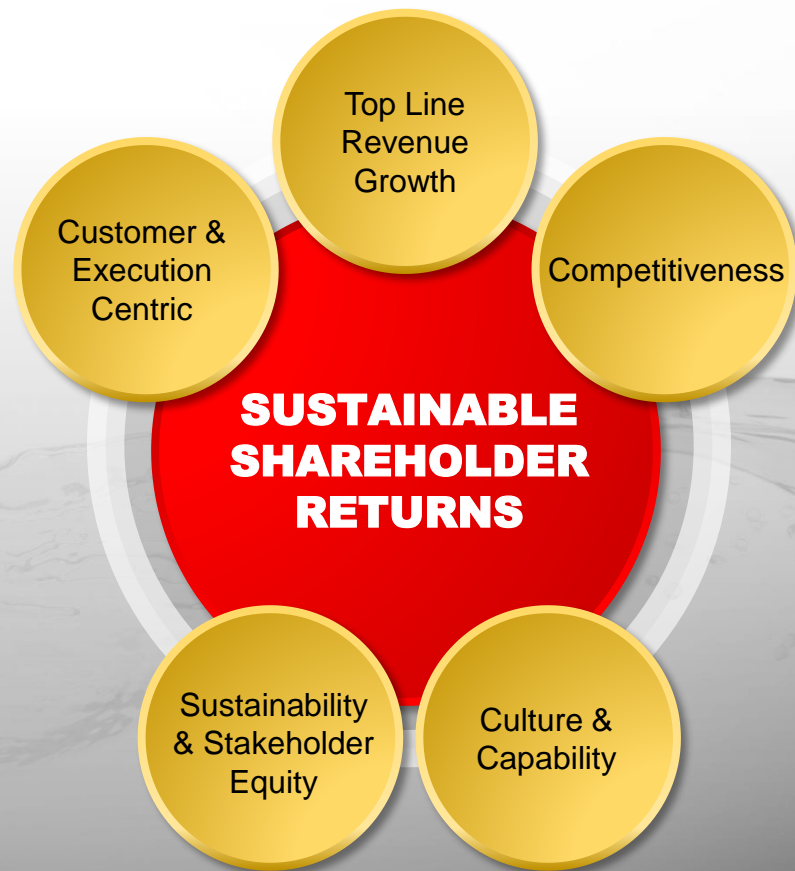 Top Line
Revenue
Growth
Customer &
Execution
Centric
Competitiveness
SUSTAINABLE
SHAREHOLDER
RETURNS
Sustainability
& Stakeholder
Equity
Culture &
Capability